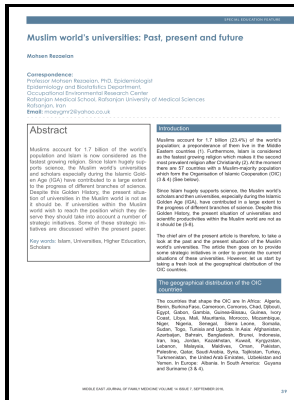 SPECIAL EDUCATION FEATURE
Muslim world's universities: Past, present and future
Mohsen Rezaeian
Correspondence:
Professor Mohsen Rezaeian, PhD, Epidemiologist
Epidemiology and Biostatistics Department,
Occupational Environmental Research Center
Rafsanjan Medical School, Rafsanjan University of Medical Sciences
Rafsanjan, Iran
Email: moeygmr2@yahoo.co.uk
Abstract
Muslims account for 1.7 billion of the world's
population and Islam is now considered as the
fastest growing religion. Since Islam hugely sup-
ports science, the Muslim world's universities
and scholars especially during the Islamic Gold-
en Age (IGA) have contributed to a large extent
to the progress of different branches of science.
Despite this Golden History, the present situa-
tion of universities in the Muslim world is not as
it should be. If universities within the Muslim
world wish to reach the position which they de-
serve they should take into account a number of
strategic initiatives. Some of these strategic ini-
tiatives are discussed within the present paper.
Key words: Islam, Universities, Higher Education,
Scholars
Introduction
Muslims account for 1.7 billion (23.4%) of the world's
population, a preponderance of them live in the Middle
Eastern countries (1). Furthermore, Islam is considered
as the fastest growing religion which makes it the second
most prevalent religion after Christianity (2). At the moment
there are 57 countries with a Muslim-majority population
which form the Organisation of Islamic Cooperation (OIC)
(3 & 4) (See below).
Since Islam hugely supports science, the Muslim world's
scholars and then universities, especially during the Islamic
Golden Age (IGA), have contributed in a large extent to
the progress of different branches of science. Despite this
Golden History, the present situation of universities and
scientific productivities within the Muslim world are not as
it should be (5-6).
The chief aim of the present article is therefore, to take a
look at the past and the present situation of the Muslim
world's universities. The article then goes on to provide
some strategic initiatives in order to promote the current
situations of these universities. However, let us start by
taking a fresh look at the geographical distribution of the
OIC countries.
The geographical distribution of the OIC
countries
The countries that shape the OIC are in Africa: Algeria,
Benin, Burkina Faso, Cameroon, Comoros, Chad, Djibouti,
Egypt, Gabon, Gambia, Guinea-Bissau, Guinea, Ivory
Coast, Libya, Mali, Mauritania, Morocco, Mozambique,
Niger, Nigeria, Senegal, Sierra Leone, Somalia,
Sudan, Togo, Tunisia and Uganda. In Asia: Afghanistan,
Azerbaijan, Bahrain, Bangladesh, Brunei, Indonesia,
Iran, Iraq, Jordan, Kazakhstan, Kuwait, Kyrgyzstan,
Lebanon, Malaysia, Maldives, Oman, Pakistan,
Palestine, Qatar, Saudi Arabia, Syria, Tajikistan, Turkey,
Turkmenistan, the United Arab Emirates, Uzbekistan and
Yemen. In Europe: Albania. In South America: Guyana
and Suriname (3 & 4).
MIDDLE EAST JOURNAL OF FAMILY MEDICINE VOLUME 14 ISSUE 7, SEPTEMBER 2016